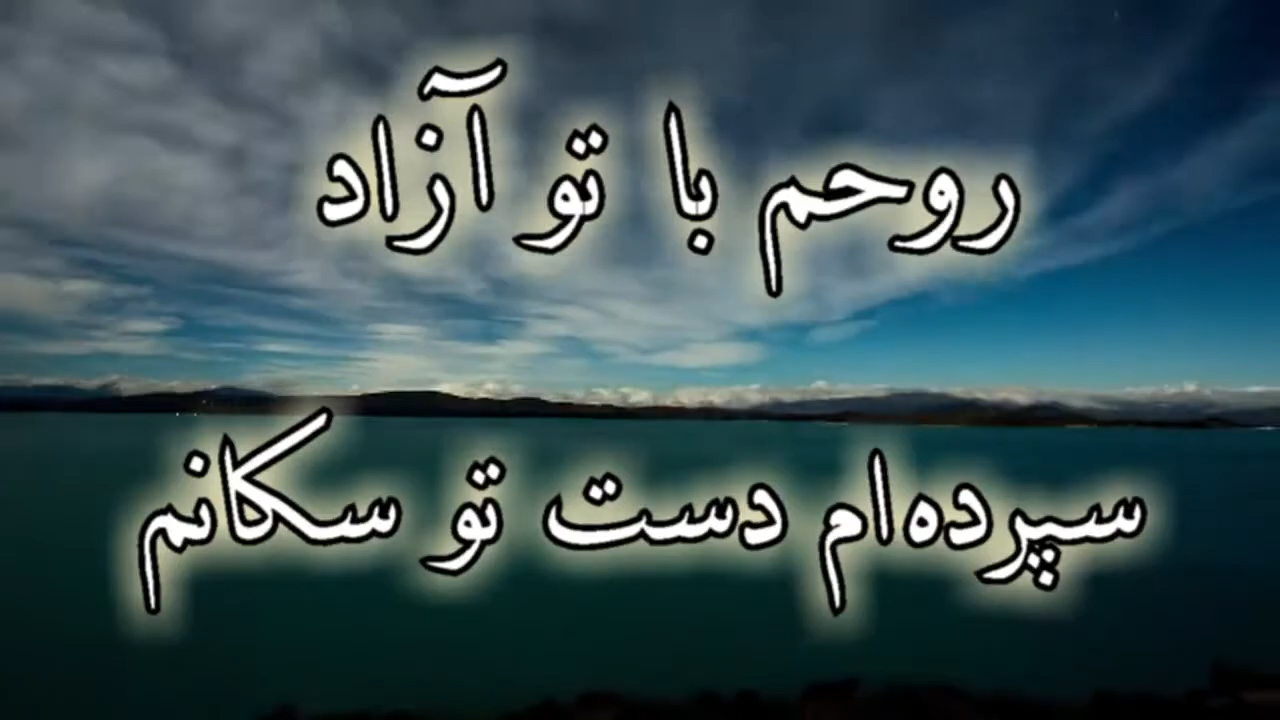 روحم با تو آزاد
سپرده‌ام دست تو سکانم